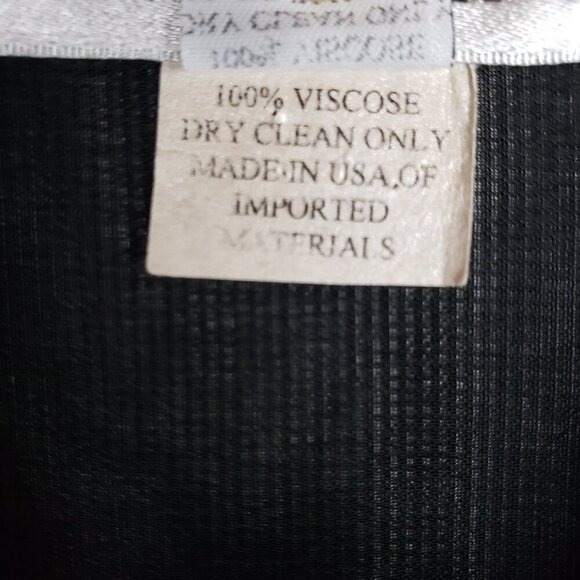 100% VISCOSE
DRY CLEAN ONLY
MADE IN USA.OF
IMPORTED
MATERIALS